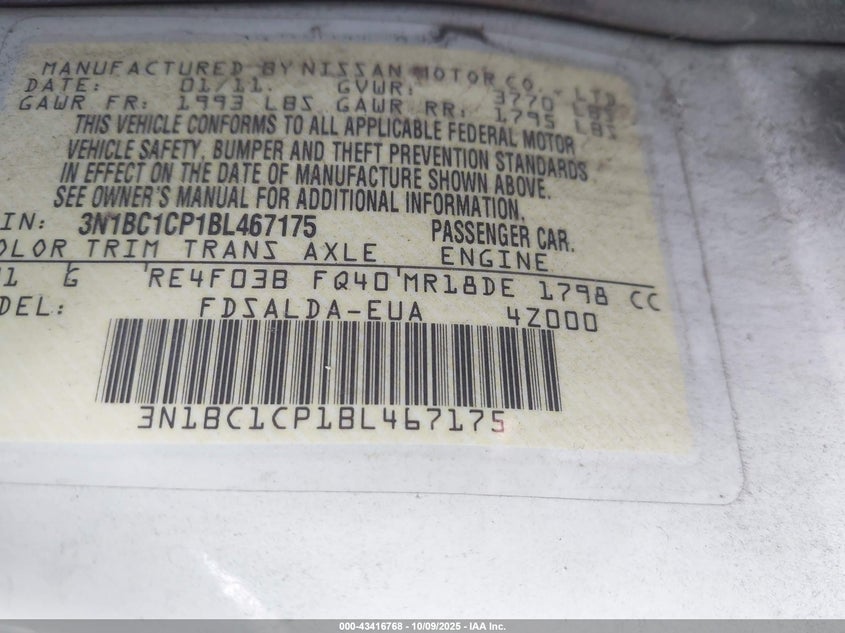 MANUFACTURED BY NISSAN MOTOR CO., LTD
DATE: 01/11. GVWR: 3770 LBS
GAWR FR: 1993 LBS GAWR RR: 1795 LBS
THIS VEHICLE CONFORMS TO ALL APPLICABLE FEDERAL MOTOR
VEHICLE SAFETY, BUMPER AND THEFT PREVENTION STANDARDS
IN EFFECT ON THE DATE OF MANUFACTURE SHOWN ABOVE.
SEE OWNER'S MANUAL FOR ADDITIONAL INFORMATION.
IN: 3N1BC1CP1BL467175 PASSENGER CAR.
OLOR TRIM TRANS AXLE ENGINE
1 G RE4F03B FQ40 MR18DE 1798 CC
DEL: FDSALDA-EUA 4Z000
3N1BC1CP1BL467175
000-43416768 - 10/09/2025 - IAA Inc.